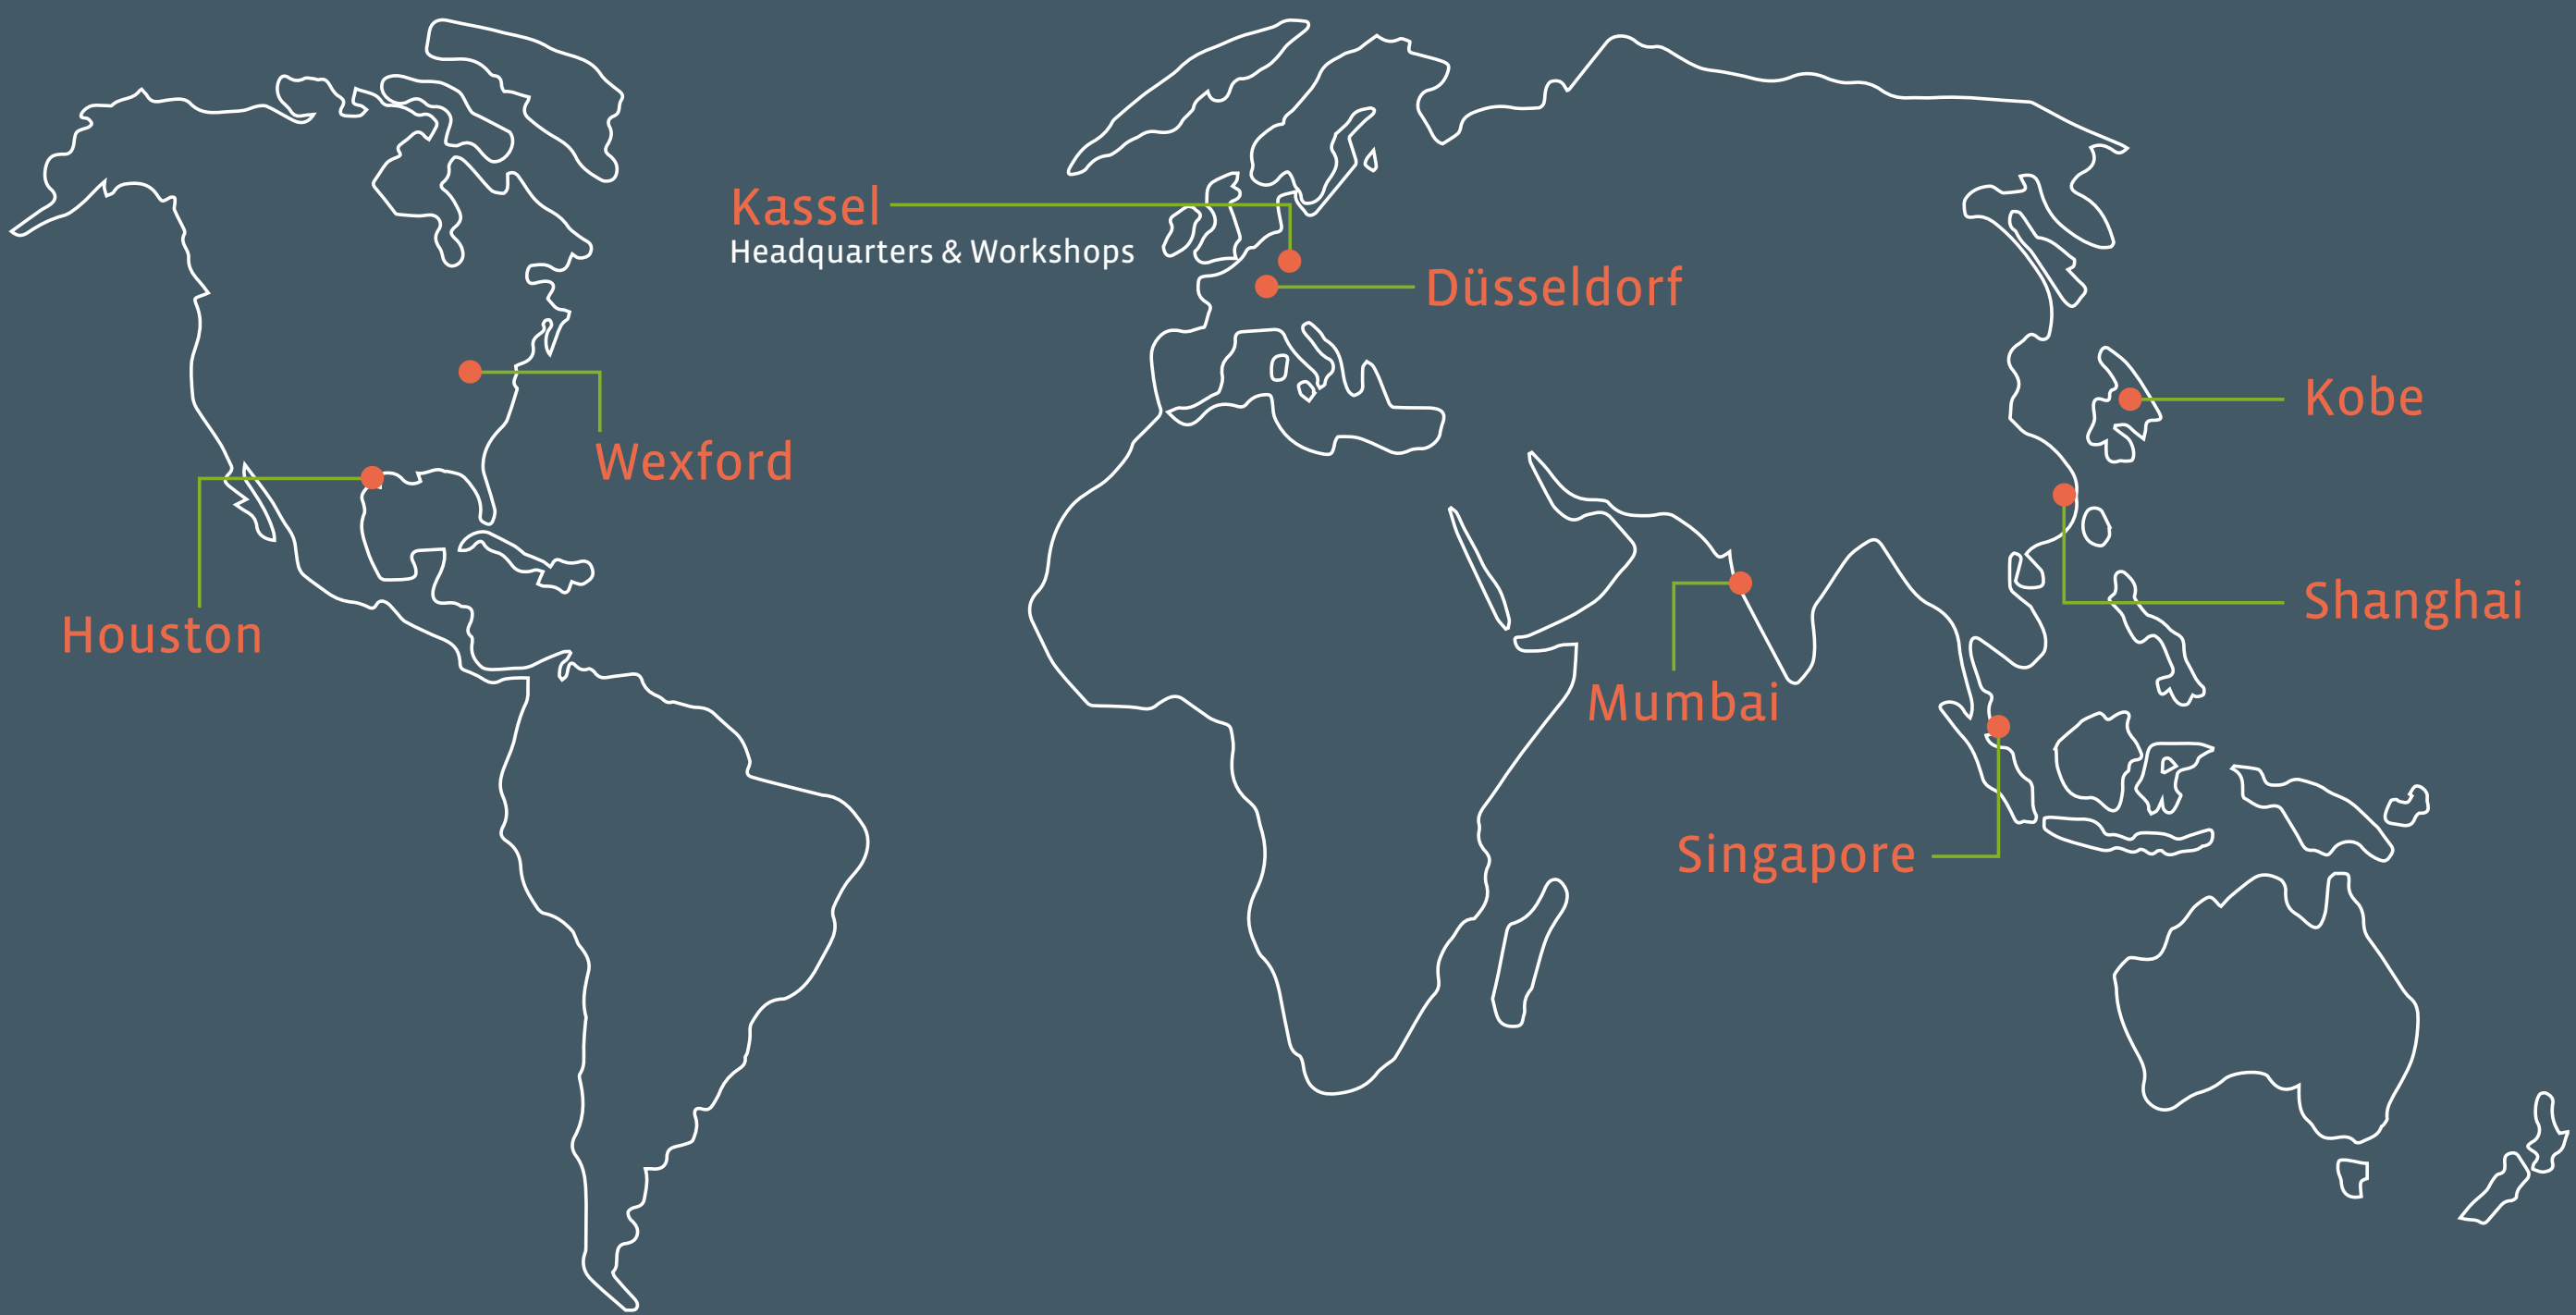 Kassel
Headquarters & Workshops
Düsseldorf
Kobe
Wexford
Houston
Shanghai
Mumbai
Singapore